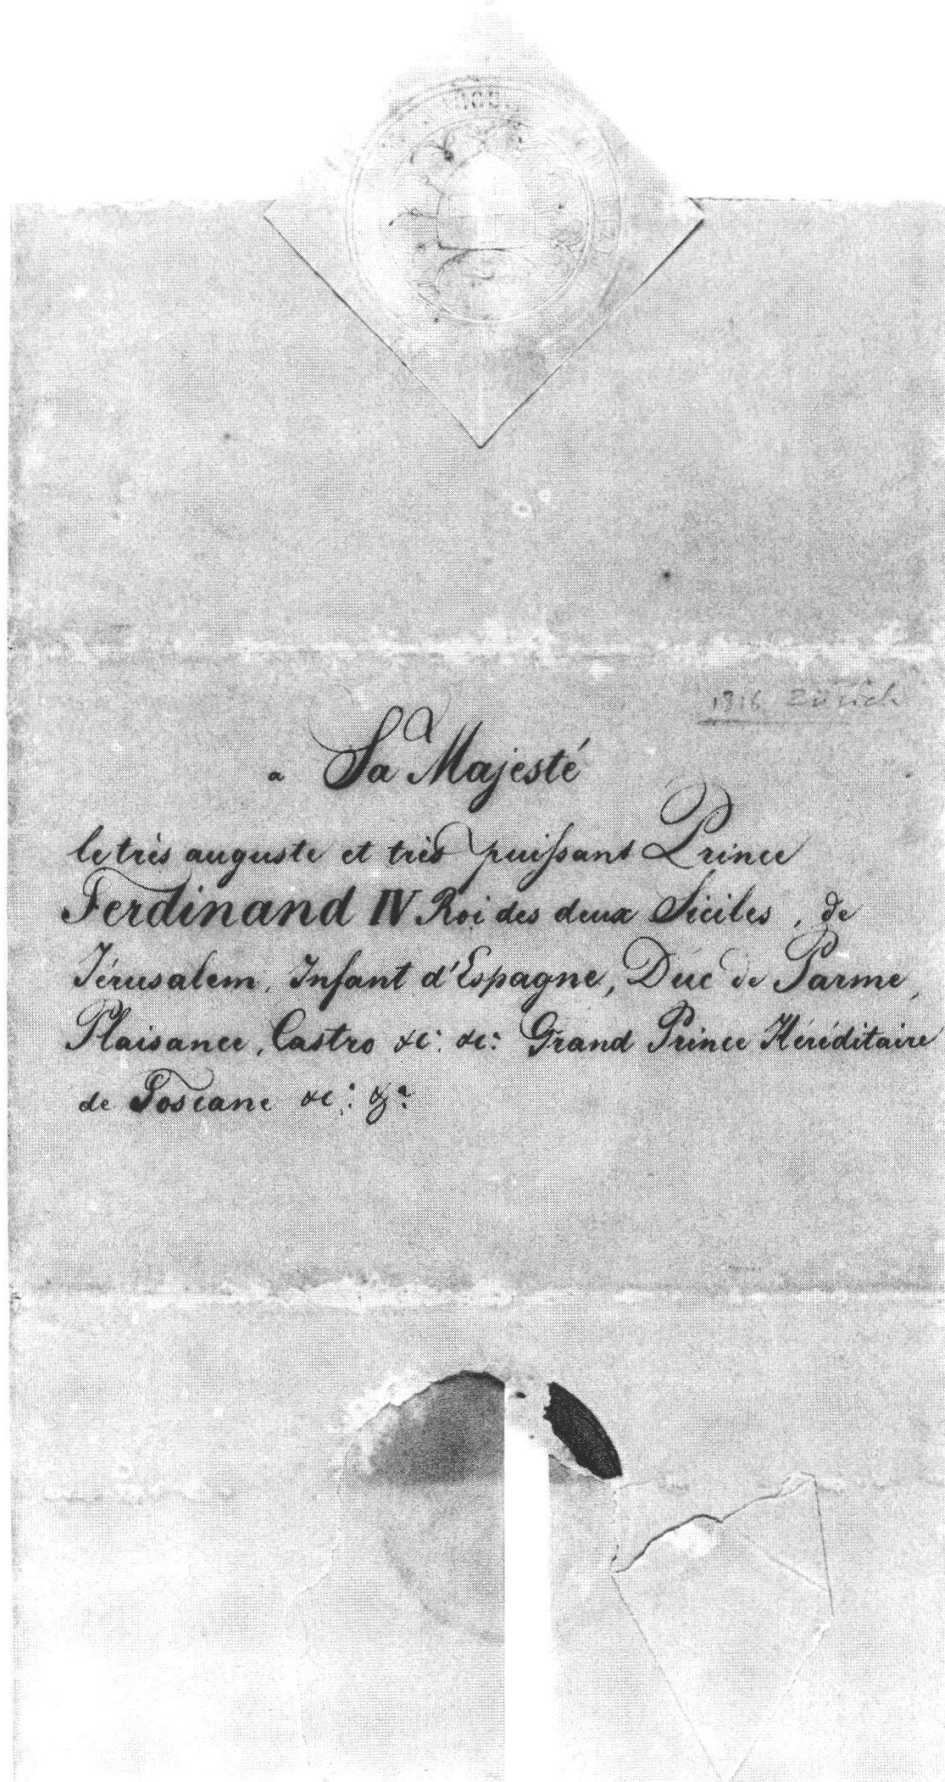 1816 Zürich
a Sa Majesté
le très auguste et très puiſsant Prince
Ferdinand IV Roi des deux Siciles, de
Jérusalem, Infant d'Espagne, Duc de Parme,
Plaisance, Castro &c: &c: Grand Prince Héréditaire
de Toscane &c: &c: